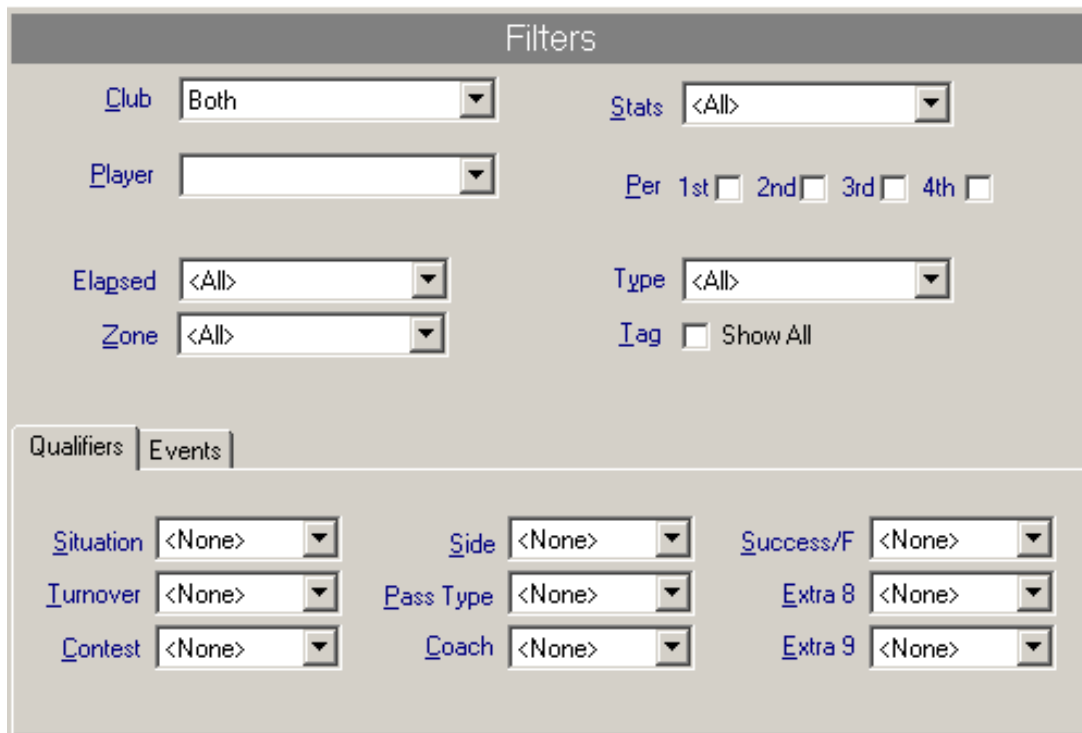 Filters
Club Both Stats <All>
Player Per 1st 2nd 3rd 4th
Elapsed <All> Type <All>
Zone <All> Tag Show All
Qualifiers Events
Situation <None> Side <None> Success/F <None>
Turnover <None> Pass Type <None> Extra 8 <None>
Contest <None> Coach <None> Extra 9 <None>